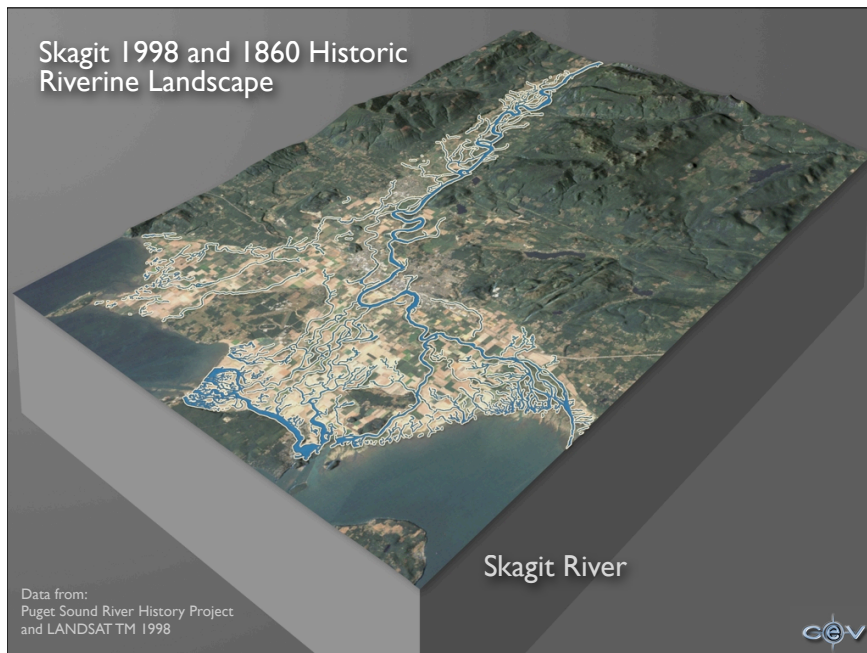 Skagit 1998 and 1860 Historic
Riverine Landscape
Skagit River
Data from:
Puget Sound River History Project
and LANDSAT TM 1998
cev